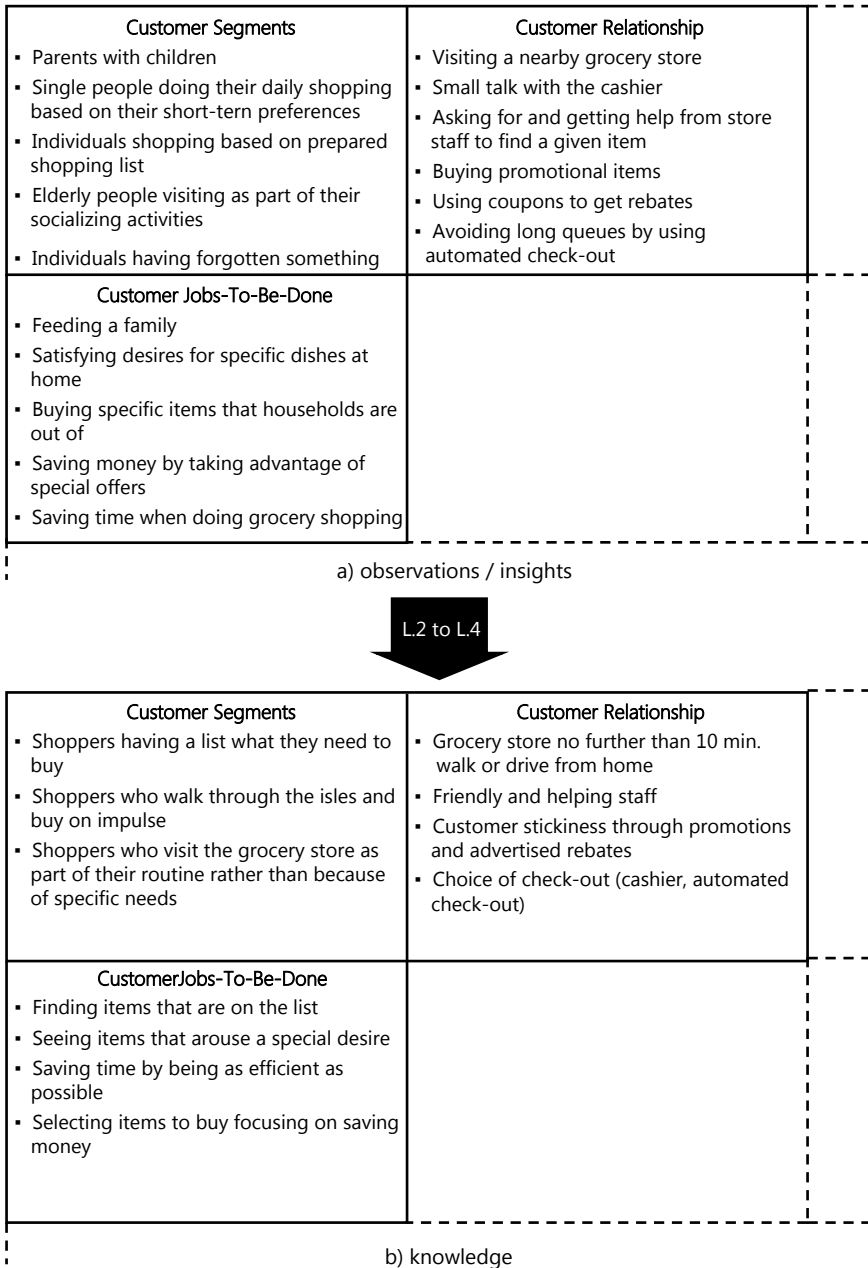 Customer Segments
▪ Parents with children
▪ Single people doing their daily shopping
based on their short-tern preferences
▪ Individuals shopping based on prepared
shopping list
▪ Elderly people visiting as part of their
socializing activities
▪ Individuals having forgotten something
Customer Relationship
▪ Visiting a nearby grocery store
▪ Small talk with the cashier
▪ Asking for and getting help from store
staff to find a given item
▪ Buying promotional items
▪ Using coupons to get rebates
▪ Avoiding long queues by using
automated check-out
Customer Jobs-To-Be-Done
▪ Feeding a family
▪ Satisfying desires for specific dishes at
home
▪ Buying specific items that households are
out of
▪ Saving money by taking advantage of
special offers
▪ Saving time when doing grocery shopping
a) observations / insights
L.2 to L.4
Customer Segments
▪ Shoppers having a list what they need to
buy
▪ Shoppers who walk through the isles and
buy on impulse
▪ Shoppers who visit the grocery store as
part of their routine rather than because
of specific needs
Customer Relationship
▪ Grocery store no further than 10 min.
walk or drive from home
▪ Friendly and helping staff
▪ Customer stickiness through promotions
and advertised rebates
▪ Choice of check-out (cashier, automated
check-out)
CustomerJobs-To-Be-Done
▪ Finding items that are on the list
▪ Seeing items that arouse a special desire
▪ Saving time by being as efficient as
possible
▪ Selecting items to buy focusing on saving
money
b) knowledge